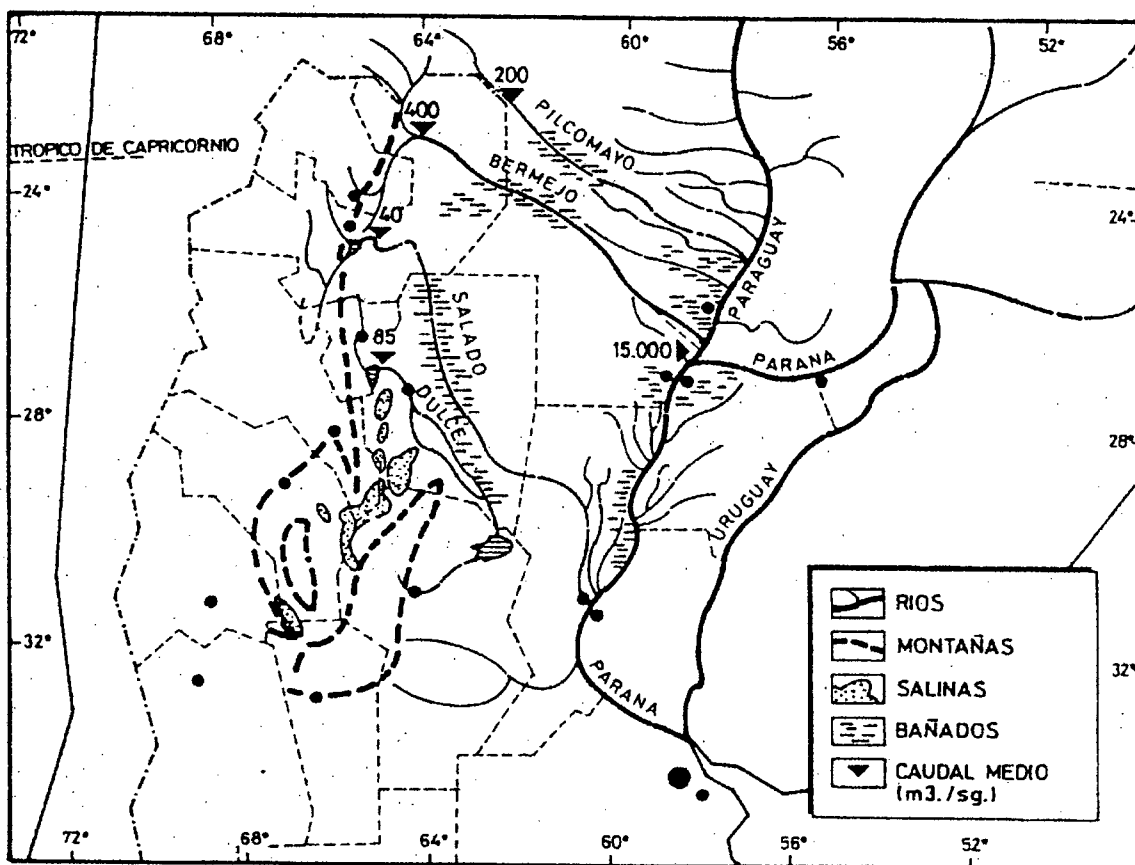 72°
68°
64°
60°
56°
52°
200
PILCOMAYO
400
BERMEJO
TROPICO DE CAPRICORNIO
24°
24°
40
PARAGUAY
SALADO
85
15.000
PARANA
DULCE
28°
28°
URUGUAY
RIOS
MONTAÑAS
SALINAS
BAÑADOS
CAUDAL MEDIO
(m3./sg.)
32°
32°
PARANA
72°
68°
64°
60°
56°
52°